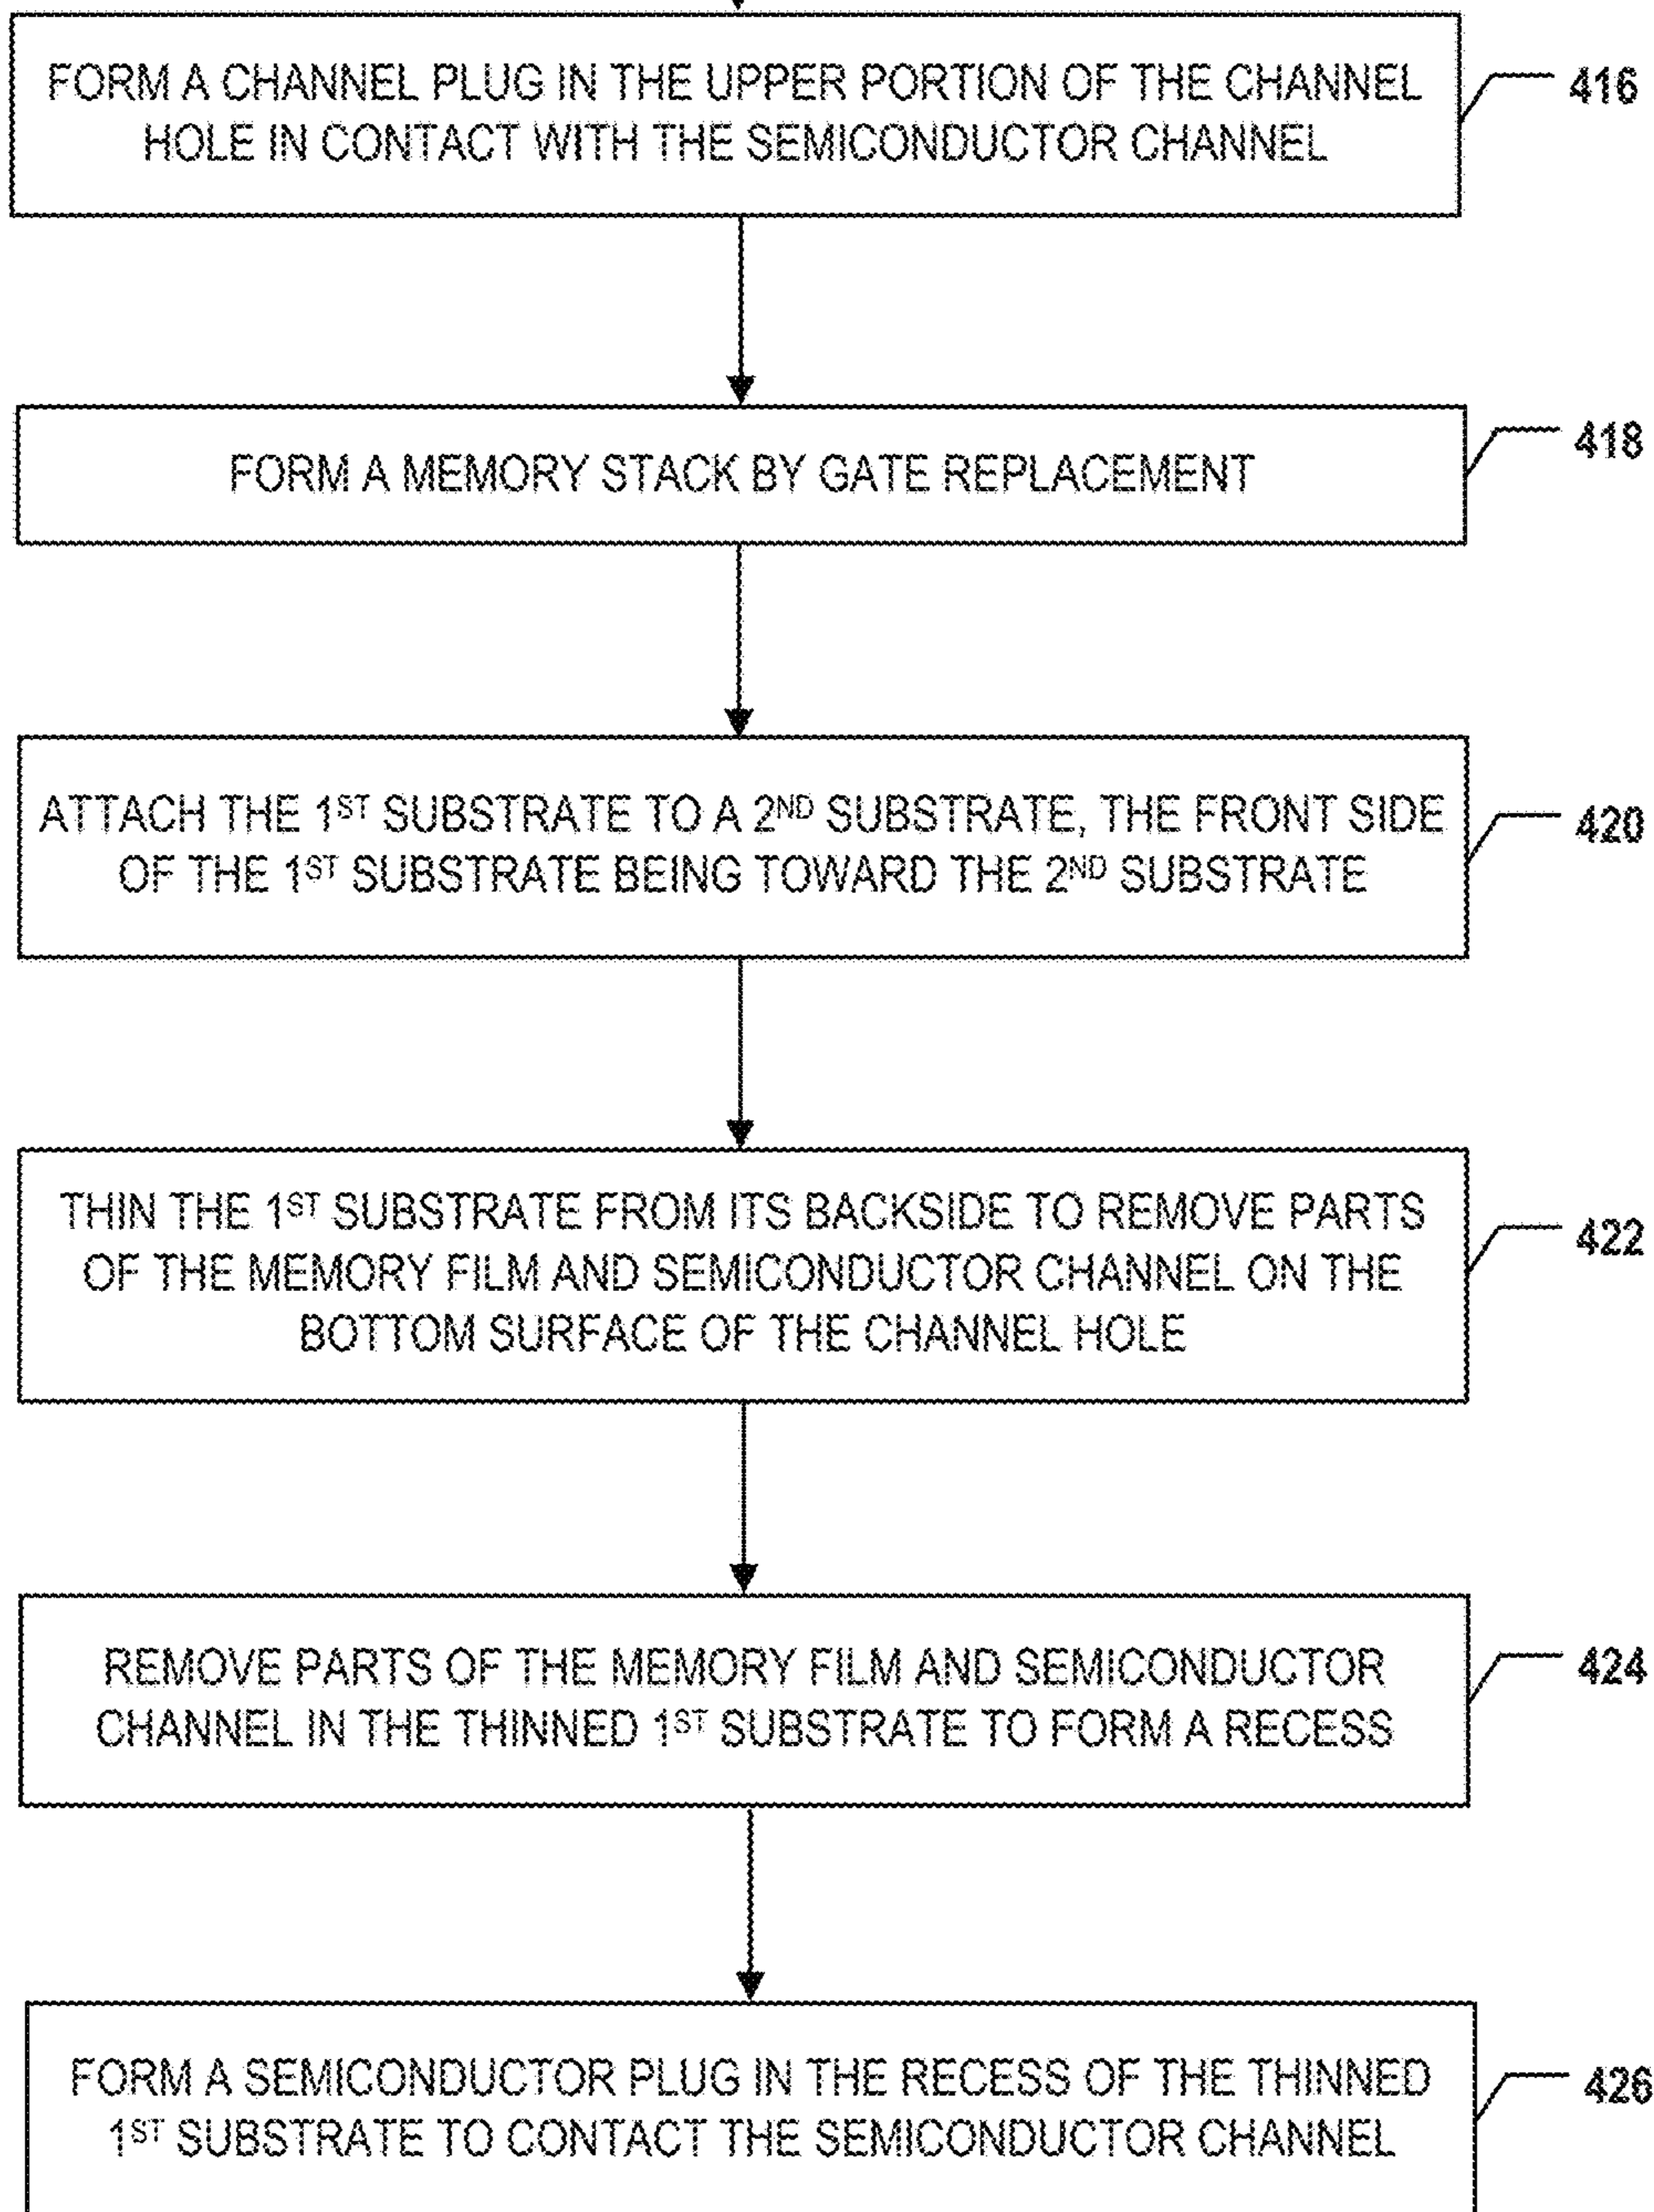 FORM A CHANNEL PLUG IN THE UPPER PORTION OF THE CHANNEL
HOLE IN CONTACT WITH THE SEMICONDUCTOR CHANNEL
416
FORM A MEMORY STACK BY GATE REPLACEMENT
418
ATTACH THE 1ST SUBSTRATE TO A 2ND SUBSTRATE, THE FRONT SIDE
OF THE 1ST SUBSTRATE BEING TOWARD THE 2ND SUBSTRATE
420
THIN THE 1ST SUBSTRATE FROM ITS BACKSIDE TO REMOVE PARTS
OF THE MEMORY FILM AND SEMICONDUCTOR CHANNEL ON THE
BOTTOM SURFACE OF THE CHANNEL HOLE
422
REMOVE PARTS OF THE MEMORY FILM AND SEMICONDUCTOR
CHANNEL IN THE THINNED 1ST SUBSTRATE TO FORM A RECESS
424
FORM A SEMICONDUCTOR PLUG IN THE RECESS OF THE THINNED
1ST SUBSTRATE TO CONTACT THE SEMICONDUCTOR CHANNEL
426